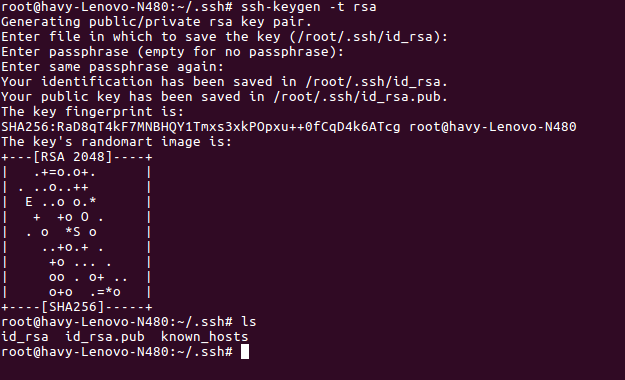 root@havy-Lenovo-N480:~/.ssh# ssh-keygen -t rsa
Generating public/private rsa key pair.
Enter file in which to save the key (/root/.ssh/id_rsa):
Enter passphrase (empty for no passphrase):
Enter same passphrase again:
Your identification has been saved in /root/.ssh/id_rsa.
Your public key has been saved in /root/.ssh/id_rsa.pub.
The key fingerprint is:
SHA256:RaD8qT4kF7MNBHQY1Tmxs3xkPOpxu++0fCqD4k6ATcg root@havy-Lenovo-N480
The key's randomart image is:
+---[RSA 2048]----+
|   .+=o.o+.      |
| . ..o..++       |
|  E ..o o.*      |
|   +  +o O .     |
|  . o  *S o      |
|    ..+o.+ .     |
|     +o ... .    |
|     oo . o+ ..  |
|     o+o  .=*o   |
+----[SHA256]-----+
root@havy-Lenovo-N480:~/.ssh# ls
id_rsa  id_rsa.pub  known_hosts
root@havy-Lenovo-N480:~/.ssh#